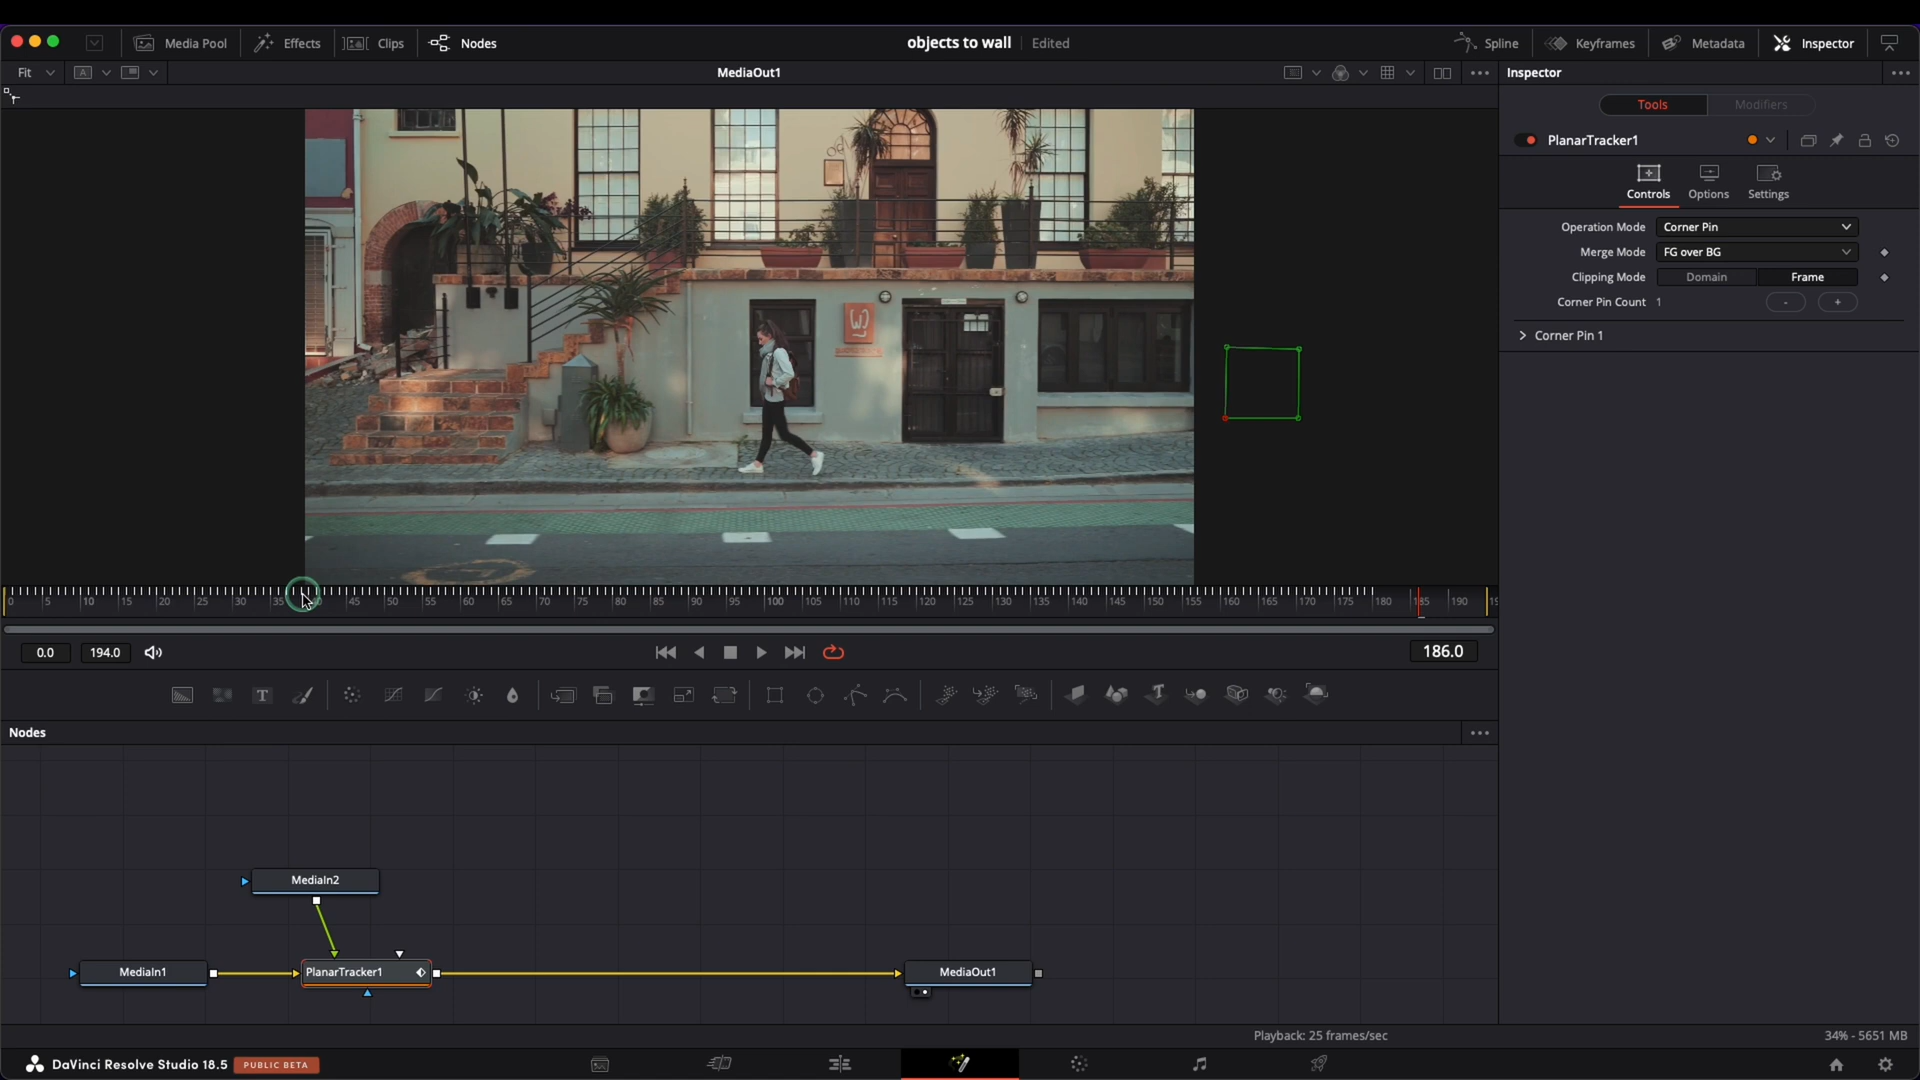 Media Pool
Effects
Clips
Nodes
objects to wall
Edited
Spline
Keyframes
Metadata
Inspector
Fit
A
MediaOut1
Inspector
Tools
Modifiers
PlanarTracker1
Controls
Options
Settings
Operation Mode
Corner Pin
Merge Mode
FG over BG
Clipping Mode
Domain
Frame
Corner Pin Count
1
-
+
Corner Pin 1
0 5 10 15 20 25 30 35 40 45 50 55 60 65 70 75 80 85 90 95 100 105 110 115 120 125 130 135 140 145 150 155 160 165 170 175 180 185 190 19
0.0
194.0
186.0
T
Nodes
MediaIn2
MediaIn1
PlanarTracker1
MediaOut1
Playback: 25 frames/sec
34% - 5651 MB
DaVinci Resolve Studio 18.5
PUBLIC BETA